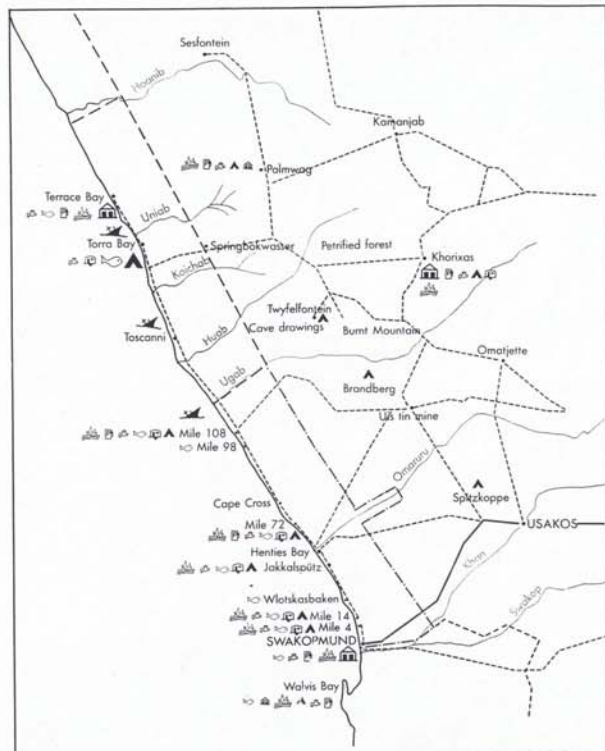 Sesfontein
Hoanib
Kamanjab
Palmwag
Terrace Bay
Uniab
Torra Bay
Springbokwasser
Petrified forest
Khorixas
Koichab
Twyfelfontein
Cave drawings
Burnt Mountain
Huab
Toscanni
Omatjette
Ugab
Brandberg
Uis tin mine
Mile 108
Mile 98
Omaruru
Spitzkoppe
Cape Cross
Mile 72
USAKOS
Henties Bay
Jakkalspütz
Khan
Swakop
Wlotskasbaken
Mile 14
Mile 4
SWAKOPMUND
Walvis Bay